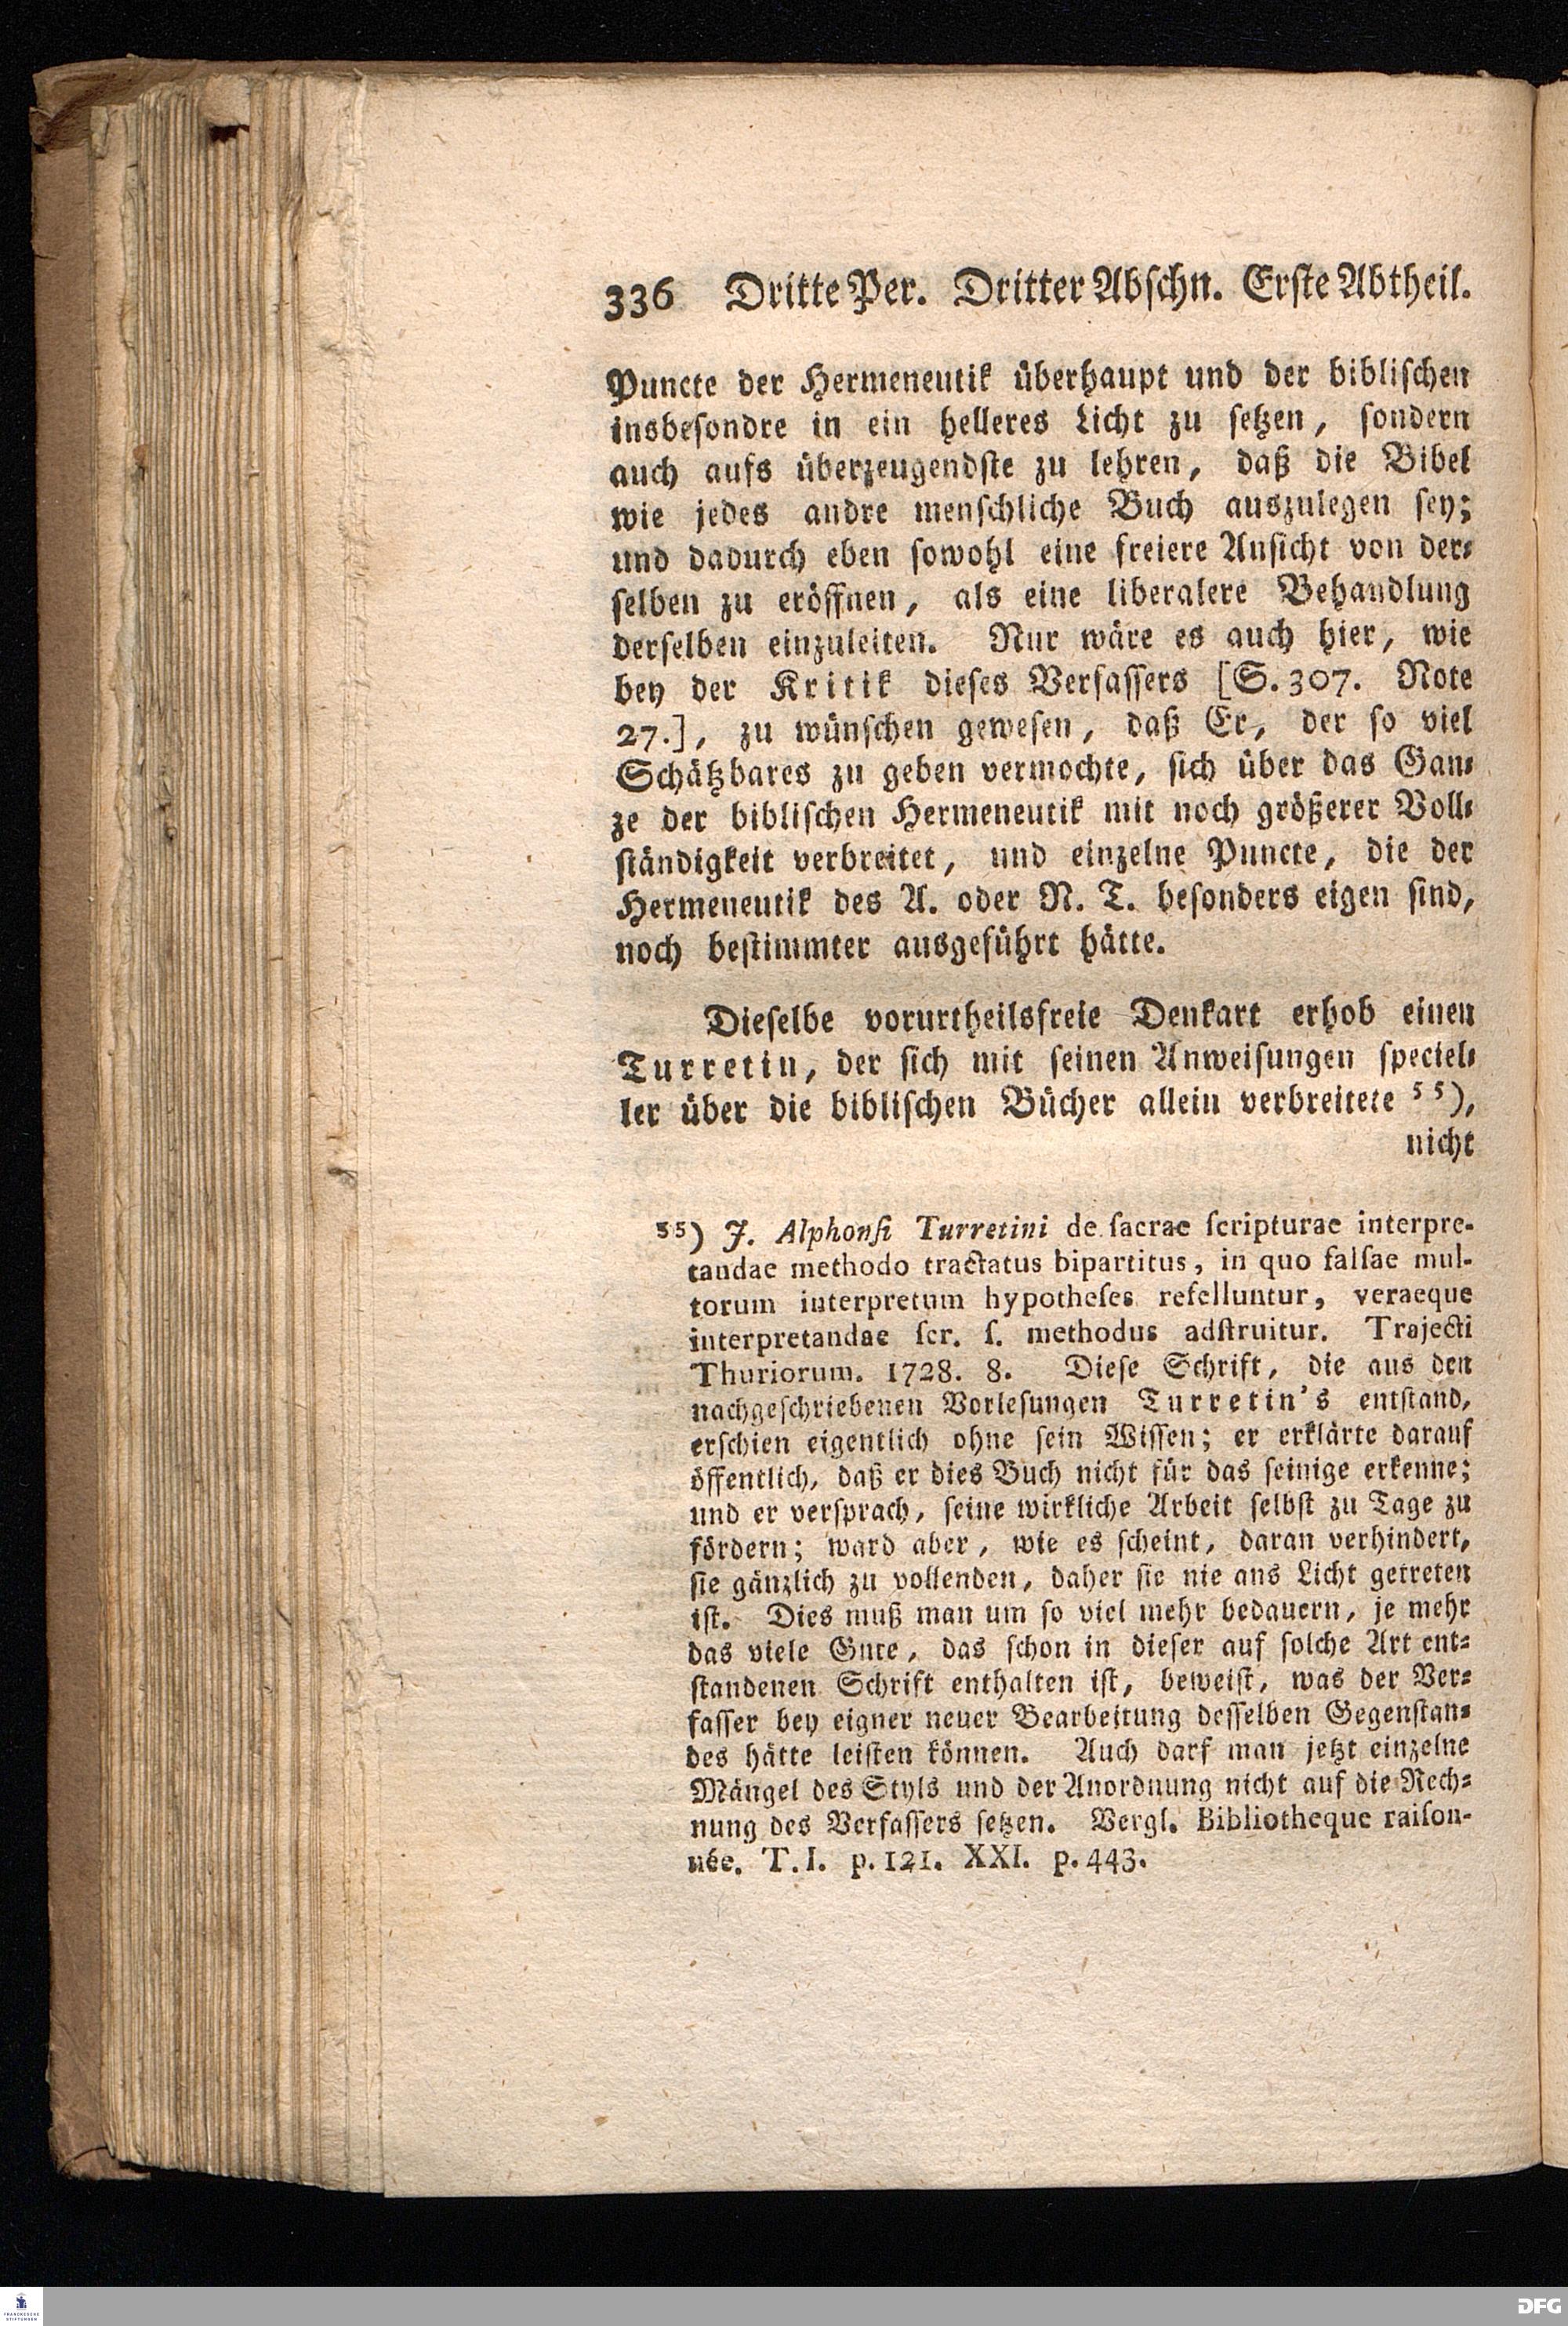 336 Dritte Per. Dritter Abschn. Erste Abtheil.
Puncte der Hermeneutik überhaupt und der biblischen
insbesondre in ein helleres Licht zu setzen, sondern
auch aufs überzeugendste zu lehren, daß die Bibel
wie jedes andre menschliche Buch auszulegen sey;
und dadurch eben sowohl eine freiere Ansicht von der⸗
selben zu eröffnen, als eine liberalere Behandlung
derselben einzuleiten. Nur wäre es auch hier, wie
bey der Kritik dieses Verfassers [S. 307. Note
27.], zu wünschen gewesen, daß Er, der so viel
Schätzbares zu geben vermochte, sich über das Gan⸗
ze der biblischen Hermeneutik mit noch größerer Voll⸗
ständigkeit verbreitet, und einzelne Puncte, die der
Hermeneutik des A. oder N. T. besonders eigen sind,
noch bestimmter ausgeführt hätte.
Dieselbe vorurtheilsfreie Denkart erhob einen
Turretin, der sich mit seinen Anweisungen speciel⸗
ler über die biblischen Bücher allein verbreitete 55),
nicht
55) J. Alphonſi Turretini de ſacrae ſcripturae interpre-
tandae methodo tractatus bipartitus, in quo falſae mul-
torum interpretum hypotheſes refelluntur, veraeque
interpretandae ſcr. ſ. methodus adſtruitur. Trajecti
Thuriorum. 1728. 8. Diese Schrift, die aus den
nachgeschriebenen Vorlesungen Turretin's entstand,
erschien eigentlich ohne sein Wissen; er erklärte darauf
öffentlich, daß er dies Buch nicht für das seinige erkenne;
und er versprach, seine wirkliche Arbeit selbst zu Tage zu
fördern; ward aber, wie es scheint, daran verhindert,
sie gänzlich zu vollenden, daher sie nie ans Licht getreten
ist. Dies muß man um so viel mehr bedauern, je mehr
das viele Gute, das schon in dieser auf solche Art ent⸗
standenen Schrift enthalten ist, beweist, was der Ver⸗
fasser bey eigner neuer Bearbeitung desselben Gegenstan⸗
des hätte leisten können. Auch darf man jetzt einzelne
Mängel des Styls und der Anordnung nicht auf die Rech⸗
nung des Verfassers setzen. Vergl. Bibliotheque raiſon-
née. T. I. p. 121. XXI. p. 443.
FRANCKESCHE
STIFTUNGEN
DFG